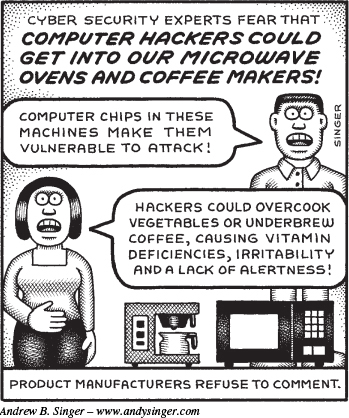 CYBER SECURITY EXPERTS FEAR THAT
COMPUTER HACKERS COULD
GET INTO OUR MICROWAVE
OVENS AND COFFEE MAKERS!
COMPUTER CHIPS IN THESE
MACHINES MAKE THEM
VULNERABLE TO ATTACK!
SINGER
HACKERS COULD OVERCOOK
VEGETABLES OR UNDERBREW
COFFEE, CAUSING VITAMIN
DEFICIENCIES, IRRITABILITY
AND A LACK OF ALERTNESS!
PRODUCT MANUFACTURERS REFUSE TO COMMENT.
Andrew B. Singer – www.andysinger.com